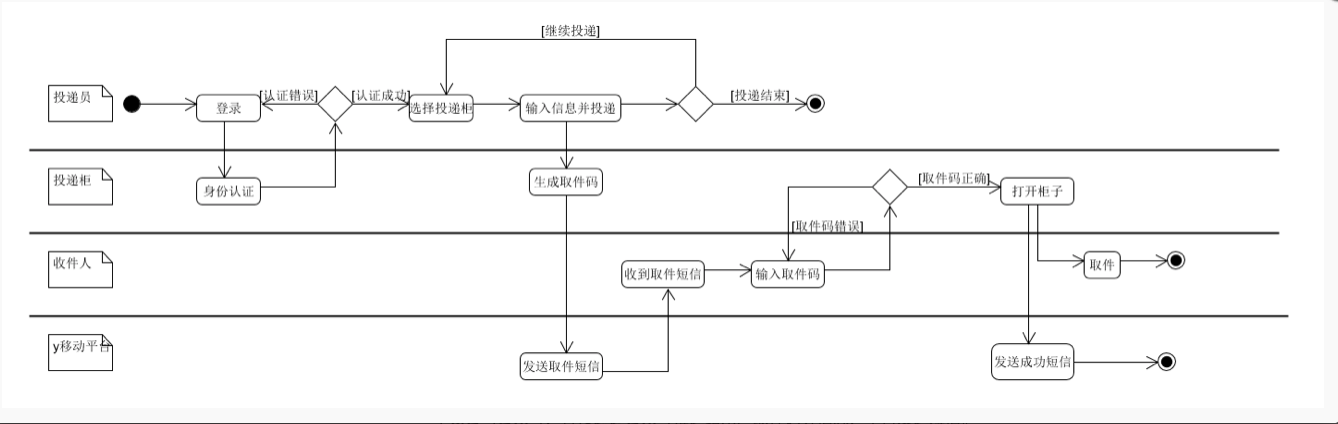 [继续投递]
投递员
登录
[认证错误]
[认证成功]
选择投递柜
输入信息并投递
[投递结束]
投递柜
身份认证
生成取件码
[取件码正确]
打开柜子
[取件码错误]
收件人
收到取件短信
输入取件码
取件
y移动平台
发送取件短信
发送成功短信